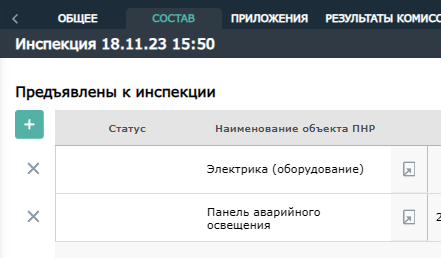 ОБЩЕЕ СОСТАВ ПРИЛОЖЕНИЯ РЕЗУЛЬТАТЫ КОМИСС
Инспекция 18.11.23 15:50
Предъявлены к инспекции
Статус Наименование объекта ПНР
Электрика (оборудование)
Панель аварийного
освещения
2